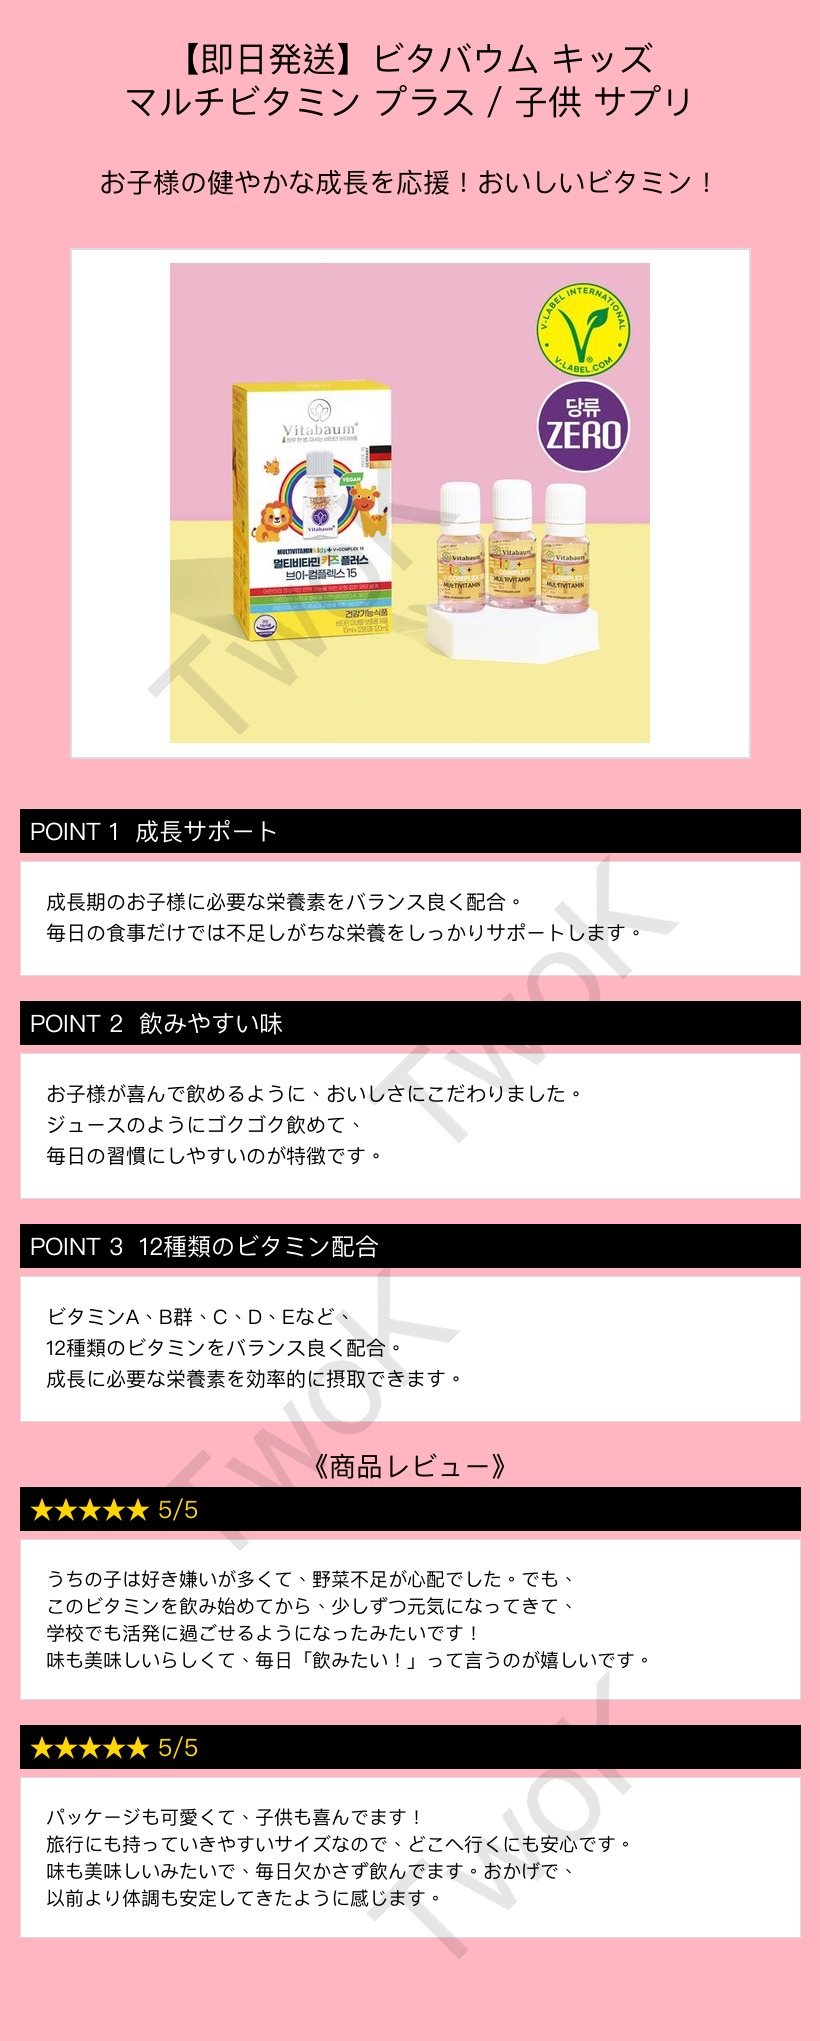 【即日発送】ビタバウム キッズ
マルチビタミン プラス / 子供 サプリ
お子様の健やかな成長を応援！おいしいビタミン！
V-LABEL INTERNATIONAL
V-LABEL.COM
당류
ZERO
Vitabaum
MADE IN GERMANY
VEGAN
Vitabaum
MULTIVITAMIN kids+ V-COMPLEX 15
멀티비타민 키즈 플러스
브이-컴플렉스 15
건강기능식품
Vitabaum
kids+
V-COMPLEX
MULTIVITAMIN
Vitabaum
kids+
V-COMPLEX
MULTIVITAMIN
Vitabaum
kids+
V-COMPLEX
MULTIVITAMIN
TwoK
POINT 1 成長サポート
成長期のお子様に必要な栄養素をバランス良く配合。
毎日の食事だけでは不足しがちな栄養をしっかりサポートします。
TwoK
POINT 2 飲みやすい味
お子様が喜んで飲めるように、おいしさにこだわりました。
ジュースのようにゴクゴク飲めて、
毎日の習慣にしやすいのが特徴です。
POINT 3 12種類のビタミン配合
ビタミンA、B群、C、D、Eなど、
12種類のビタミンをバランス良く配合。
成長に必要な栄養素を効率的に摂取できます。
TwoK
《商品レビュー》
★★★★★ 5/5
うちの子は好き嫌いが多くて、野菜不足が心配でした。でも、
このビタミンを飲み始めてから、少しずつ元気になってきて、
学校でも活発に過ごせるようになったみたいです！
味も美味しいらしくて、毎日「飲みたい！」って言うのが嬉しいです。
★★★★★ 5/5
パッケージも可愛くて、子供も喜んでます！
旅行にも持っていきやすいサイズなので、どこへ行くにも安心です。
味も美味しいみたいで、毎日欠かさず飲んでます。おかげで、
以前より体調も安定してきたように感じます。
TwoK